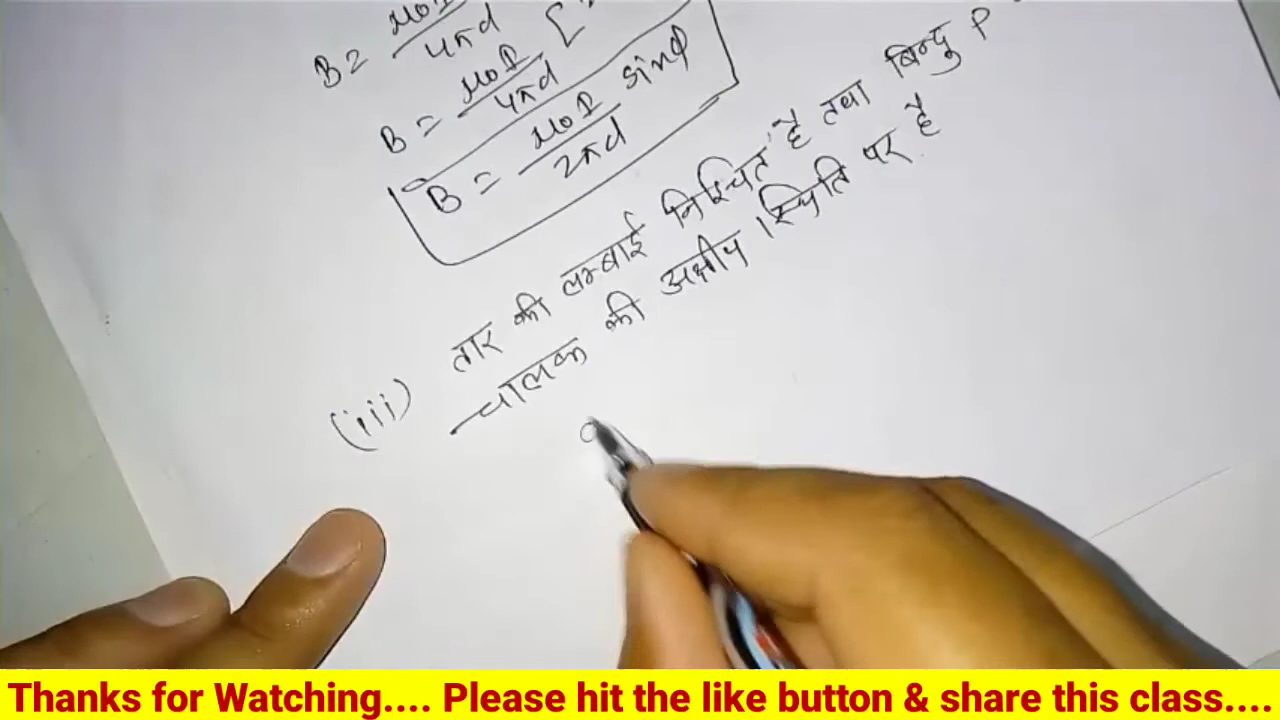 B = μ₀I/4πd
B = μ₀I/4πd [
B = μ₀I/2πd sinφ
(iii) तार की लम्बाई निश्चित है तथा बिन्दु P
चालक की अक्षीय स्थिति पर है
Thanks for Watching.... Please hit the like button & share this class....